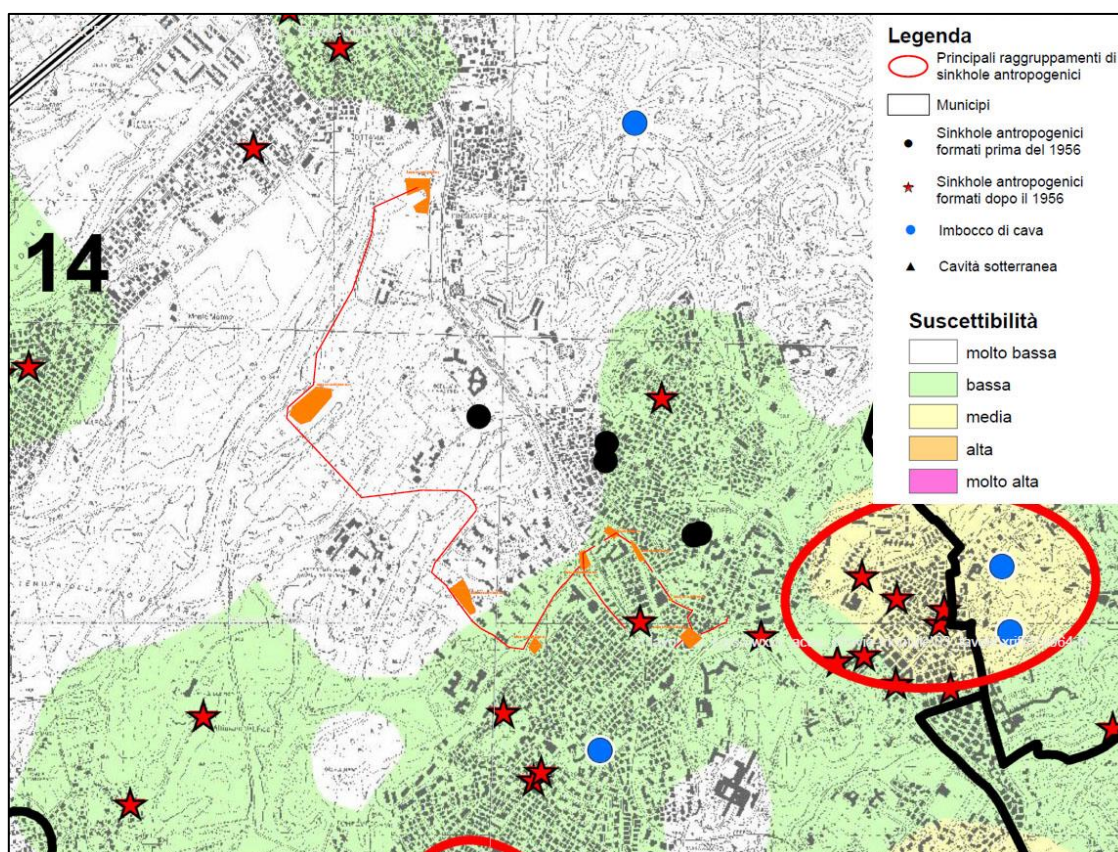 14
Legenda
Principali raggruppamenti di
sinkhole antropogenici
Municipi
Sinkhole antropogenici
formati prima del 1956
Sinkhole antropogenici
formati dopo il 1956
Imbocco di cava
Cavità sotterranea
Suscettibilità
molto bassa
bassa
media
alta
molto alta